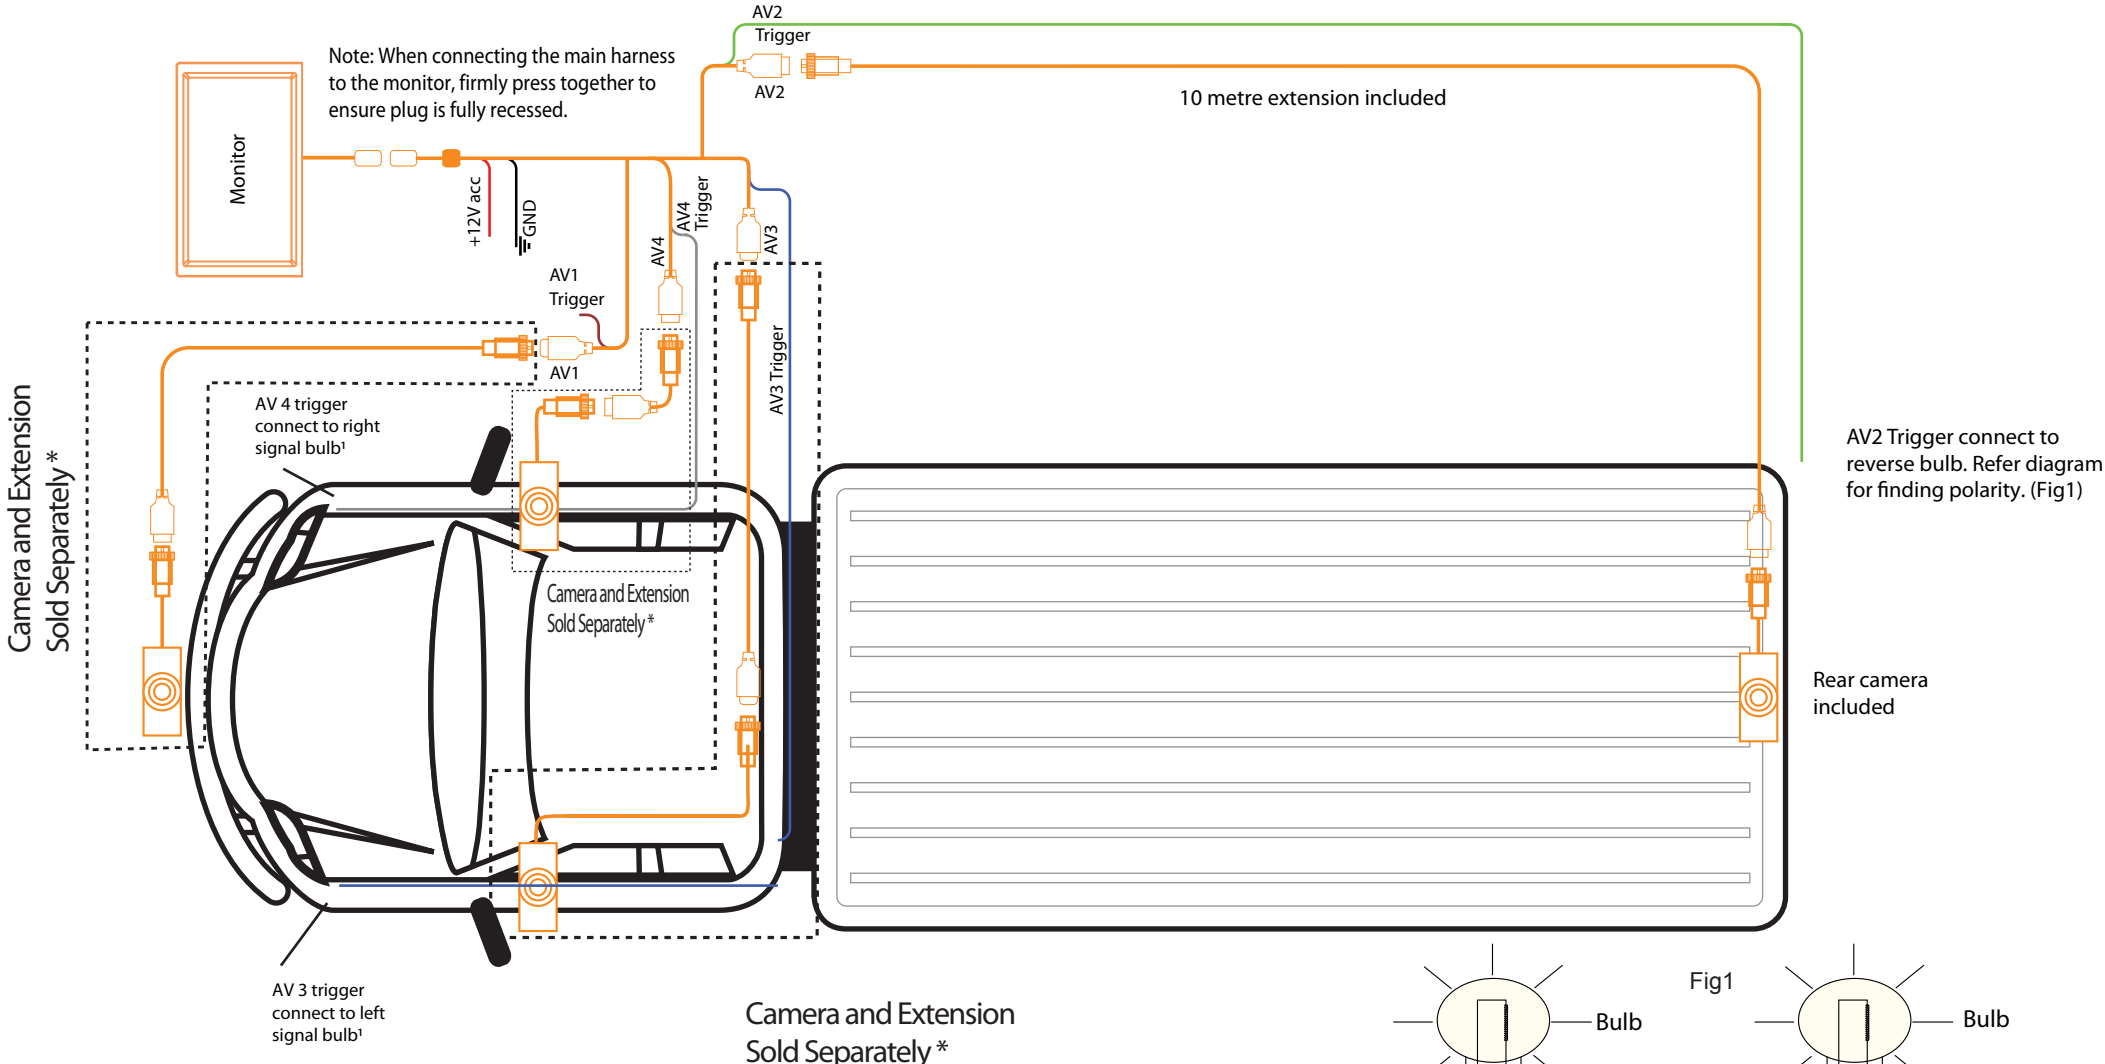 AV2
Trigger
Note: When connecting the main harness
to the monitor, firmly press together to
ensure plug is fully recessed.
AV2
10 metre extension included
Monitor
+12V acc
GND
AV4
Trigger
AV4
AV3
AV1
Trigger
AV1
AV3 Trigger
Camera and Extension
Sold Separately *
AV 4 trigger
connect to right
signal bulb¹
AV2 Trigger connect to
reverse bulb. Refer diagram
for finding polarity. (Fig1)
Camera and Extension
Sold Separately *
Rear camera
included
AV 3 trigger
connect to left
signal bulb¹
Camera and Extension
Sold Separately *
Fig1
Bulb
Bulb